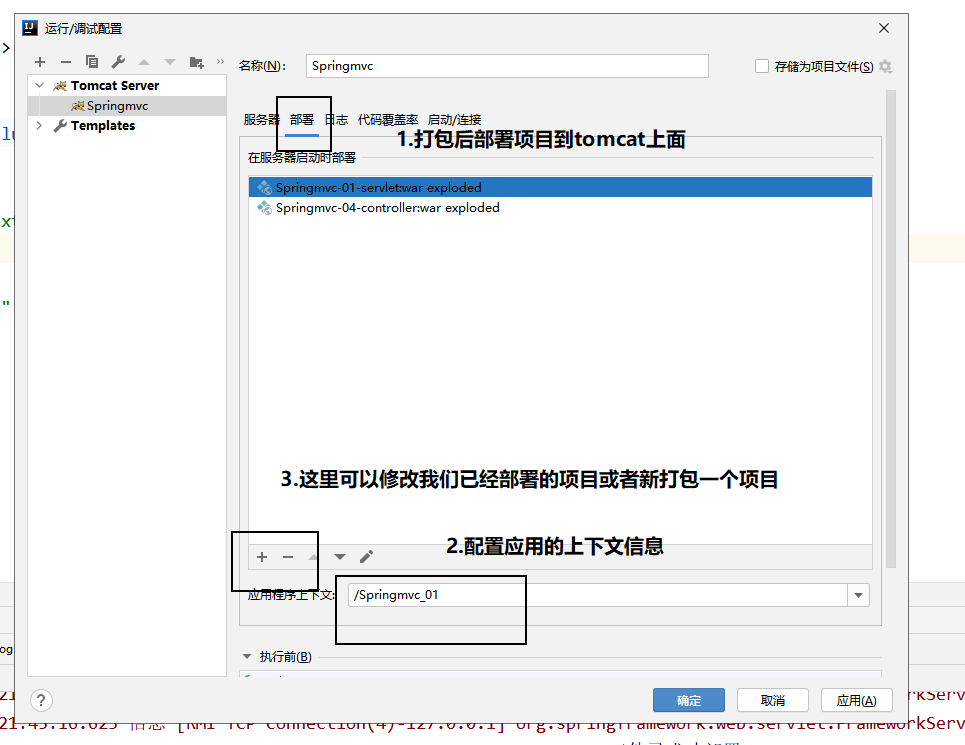 运行/调试配置
>
名称(N):
Springmvc
存储为项目文件(S)
Tomcat Server
Springmvc
Templates
服务器 部署 日志 代码覆盖率 启动/连接
1.打包后部署项目到tomcat上面
在服务器启动时部署
Springmvc-01-servlet:war exploded
Springmvc-04-controller:war exploded
3.这里可以修改我们已经部署的项目或者新打包一个项目
2.配置应用的上下文信息
应用程序上下文:
/Springmvc_01
执行前(B)
?
确定
取消
应用(A)
21:45:16.625 信息 [RMI TCP Connection(4)-127.0.0.1] org.springframework.web.servlet.FrameworkServ